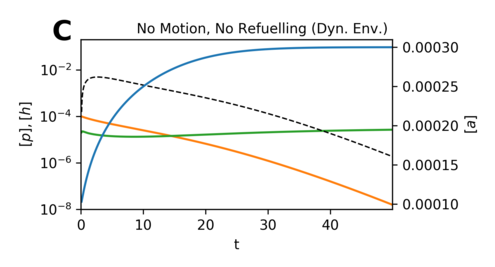 C
No Motion, No Refuelling (Dyn. Env.)
10⁻²
10⁻⁴
10⁻⁶
10⁻⁸
[p], [h]
0.00030
0.00025
0.00020
0.00015
0.00010
[a]
0
10
20
30
40
t